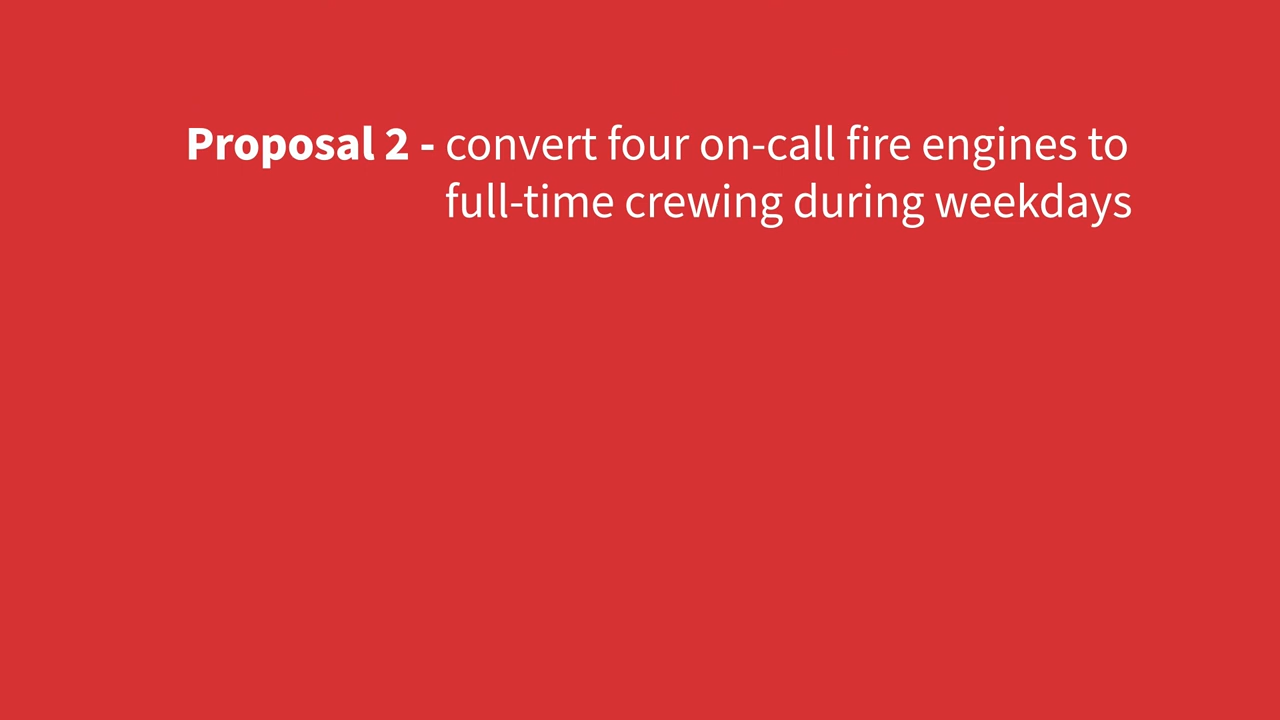 Proposal 2 - convert four on-call fire engines to
full-time crewing during weekdays